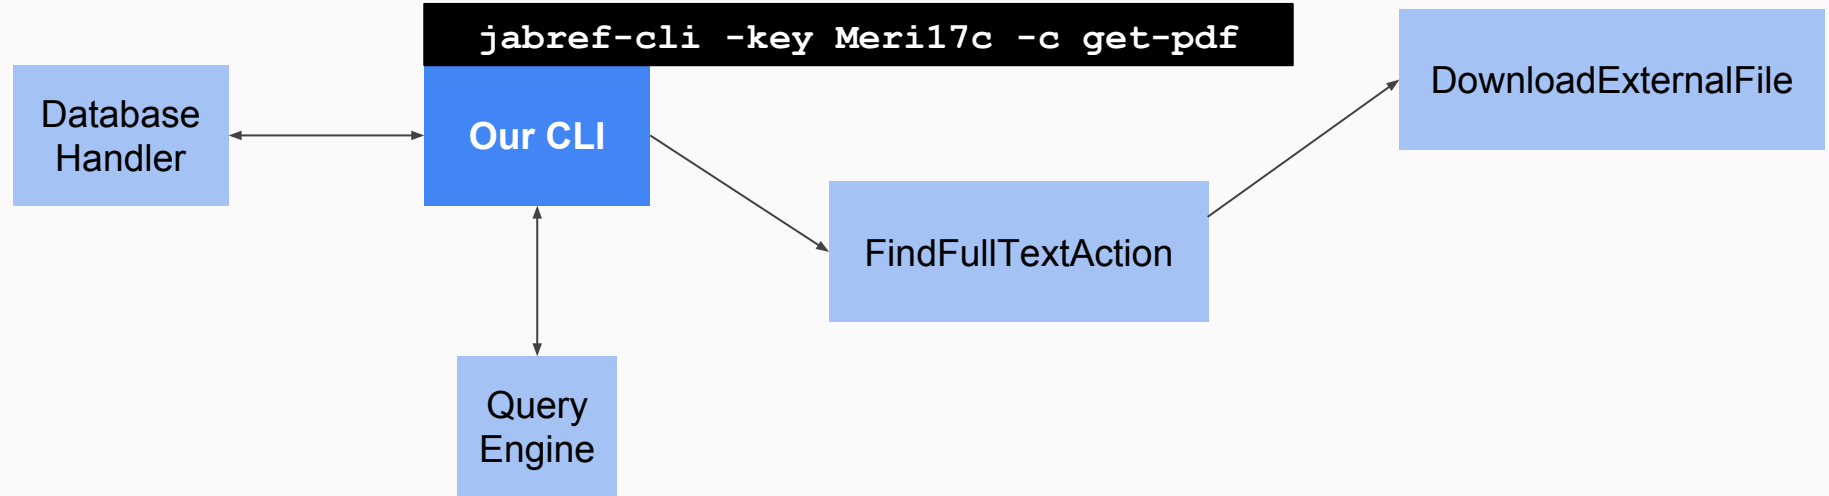 jabref-cli -key Meri17c -c get-pdf
Database
Handler
Our CLI
DownloadExternalFile
FindFullTextAction
Query
Engine